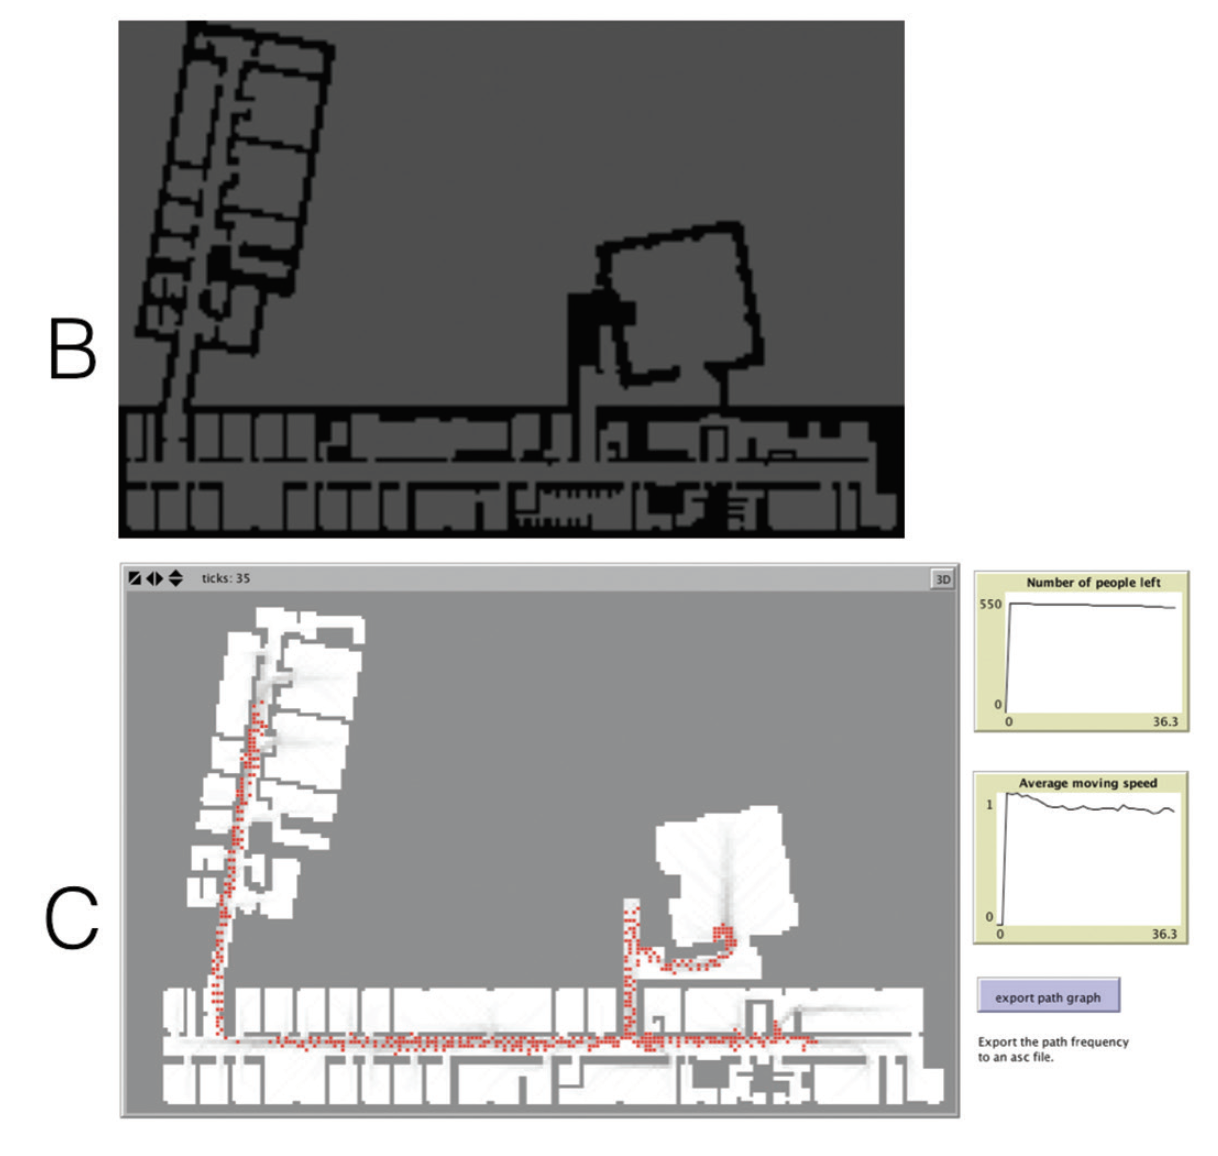 B
ticks: 35
3D
Number of people left
550
0
0
36.3
Average moving speed
1
0
0
36.3
C
export path graph
Export the path frequency
to an asc file.